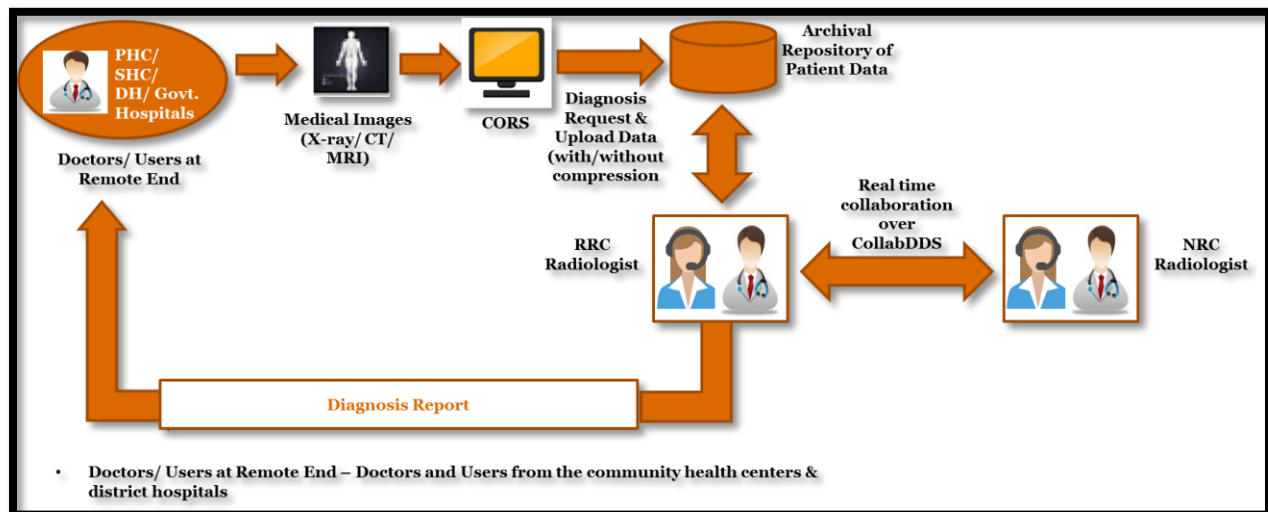 PHC/
SHC/
DH/ Govt.
Hospitals
Doctors/ Users at
Remote End
Medical Images
(X-ray/ CT/
MRI)
CORS
Diagnosis
Request &
Upload Data
(with/without
compression
Archival
Repository of
Patient Data
RRC
Radiologist
Real time
collaboration
over
CollabDDS
NRC
Radiologist
Diagnosis Report
• Doctors/ Users at Remote End – Doctors and Users from the community health centers &
district hospitals